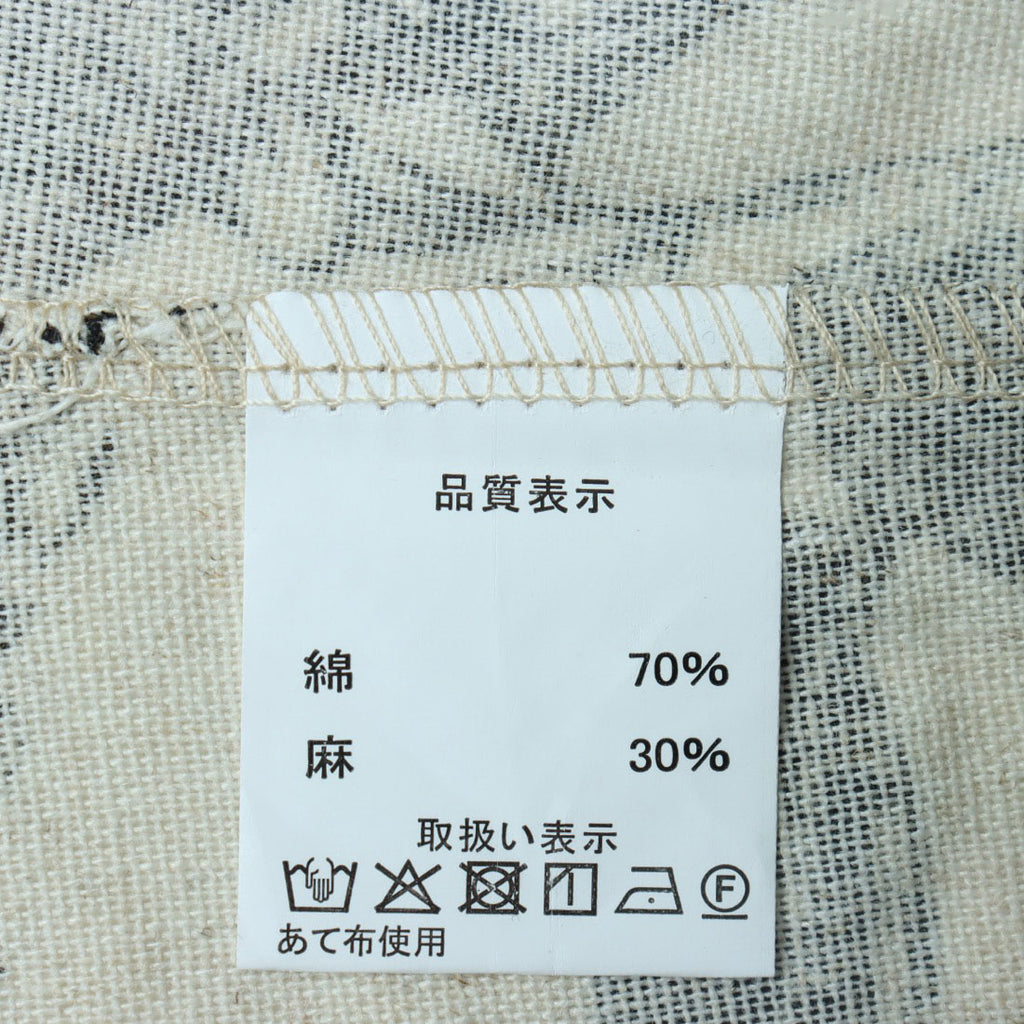 品質表示
綿 70%
麻 30%
取扱い表示
F
あて布使用